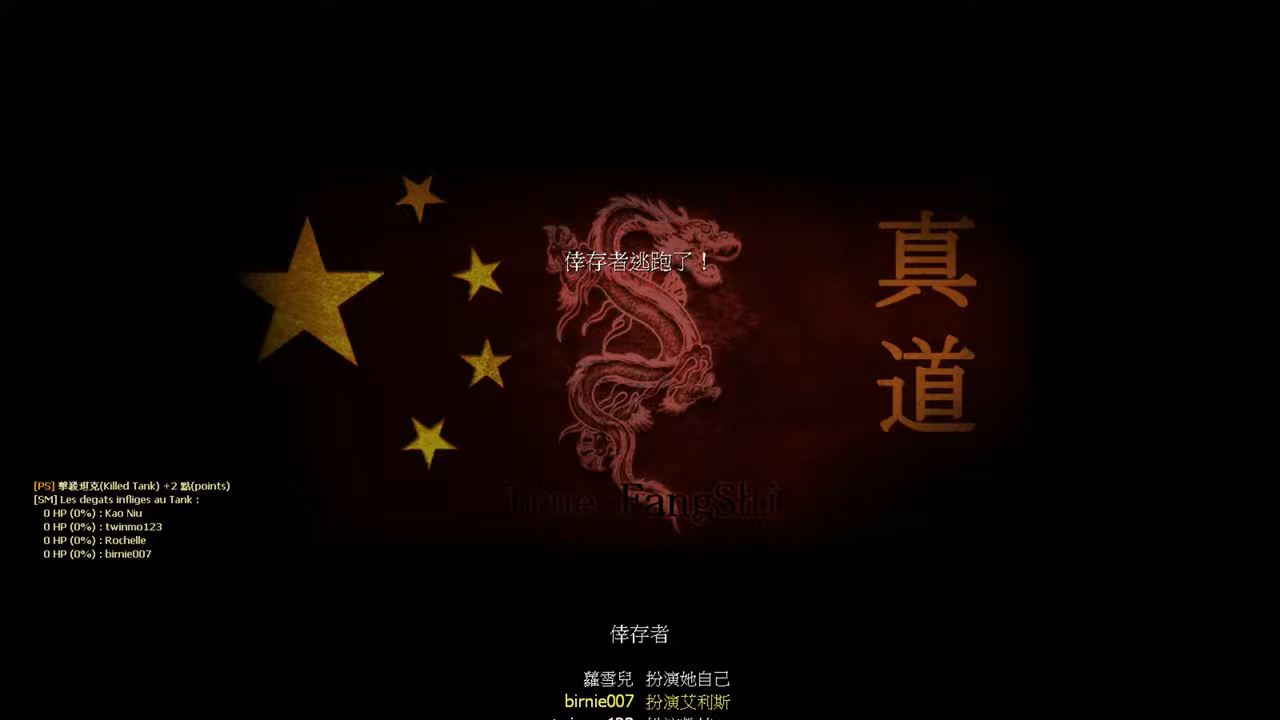 倖存者逃跑了！
真
道
True FangShi
[PS] 擊殺坦克(Killed Tank) +2 點(points)
[SM] Les degats infliges au Tank :
0 HP (0%) : Kao Niu
0 HP (0%) : twinmo123
0 HP (0%) : Rochelle
0 HP (0%) : birnie007
倖存者
蘿雪兒 扮演她自己
birnie007 扮演艾利斯